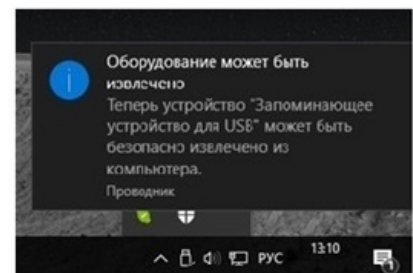 Оборудование может быть
извлечено
Теперь устройство "Запоминающее
устройство для USB" может быть
безопасно извлечено из
компьютера.
Проводник
РУС
13:10
1